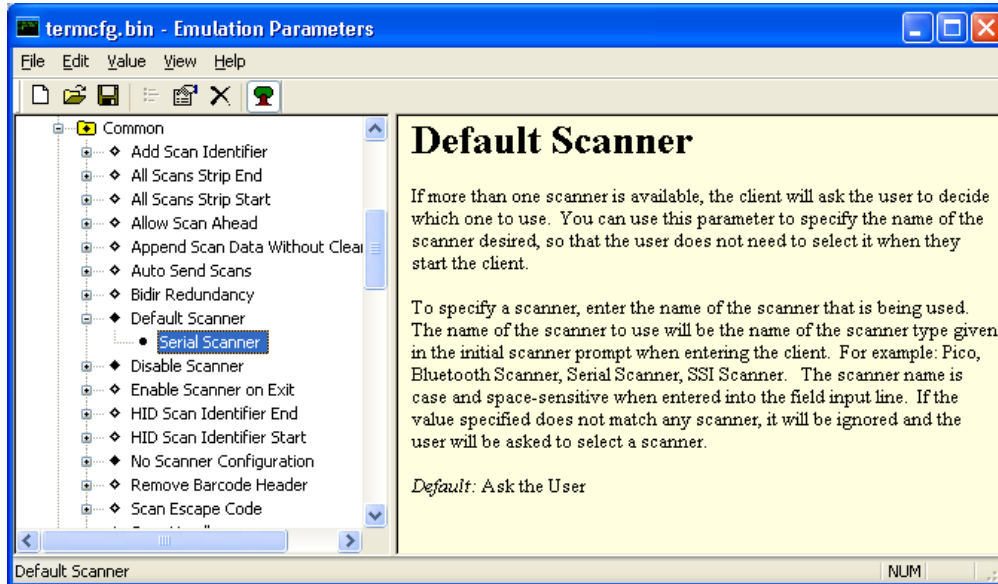 termcfg.bin - Emulation Parameters
File Edit Value View Help
Common
Add Scan Identifier
All Scans Strip End
All Scans Strip Start
Allow Scan Ahead
Append Scan Data Without Clear
Auto Send Scans
Bidir Redundancy
Default Scanner
Serial Scanner
Disable Scanner
Enable Scanner on Exit
HID Scan Identifier End
HID Scan Identifier Start
No Scanner Configuration
Remove Barcode Header
Scan Escape Code
Default Scanner
If more than one scanner is available, the client will ask the user to decide
which one to use. You can use this parameter to specify the name of the
scanner desired, so that the user does not need to select it when they
start the client.
To specify a scanner, enter the name of the scanner that is being used.
The name of the scanner to use will be the name of the scanner type given
in the initial scanner prompt when entering the client. For example: Pico,
Bluetooth Scanner, Serial Scanner, SSI Scanner. The scanner name is
case and space-sensitive when entered into the field input line. If the
value specified does not match any scanner, it will be ignored and the
user will be asked to select a scanner.
Default: Ask the User
Default Scanner
NUM